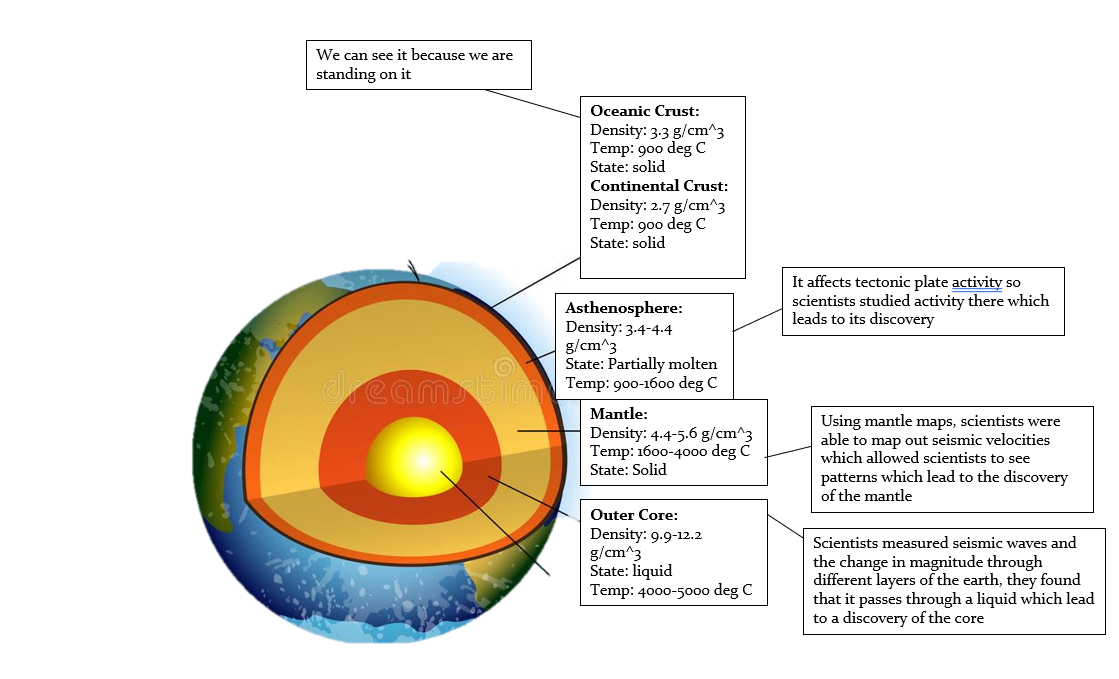 We can see it because we are
standing on it
Oceanic Crust:
Density: 3.3 g/cm^3
Temp: 900 deg C
State: solid
Continental Crust:
Density: 2.7 g/cm^3
Temp: 900 deg C
State: solid
It affects tectonic plate activity so
scientists studied activity there which
leads to its discovery
Asthenosphere:
Density: 3.4-4.4
g/cm^3
State: Partially molten
Temp: 900-1600 deg C
dreamstime
Mantle:
Density: 4.4-5.6 g/cm^3
Temp: 1600-4000 deg C
State: Solid
Using mantle maps, scientists were
able to map out seismic velocities
which allowed scientists to see
patterns which lead to the discovery
of the mantle
Outer Core:
Density: 9.9-12.2
g/cm^3
State: liquid
Temp: 4000-5000 deg C
Scientists measured seismic waves and
the change in magnitude through
different layers of the earth, they found
that it passes through a liquid which lead
to a discovery of the core